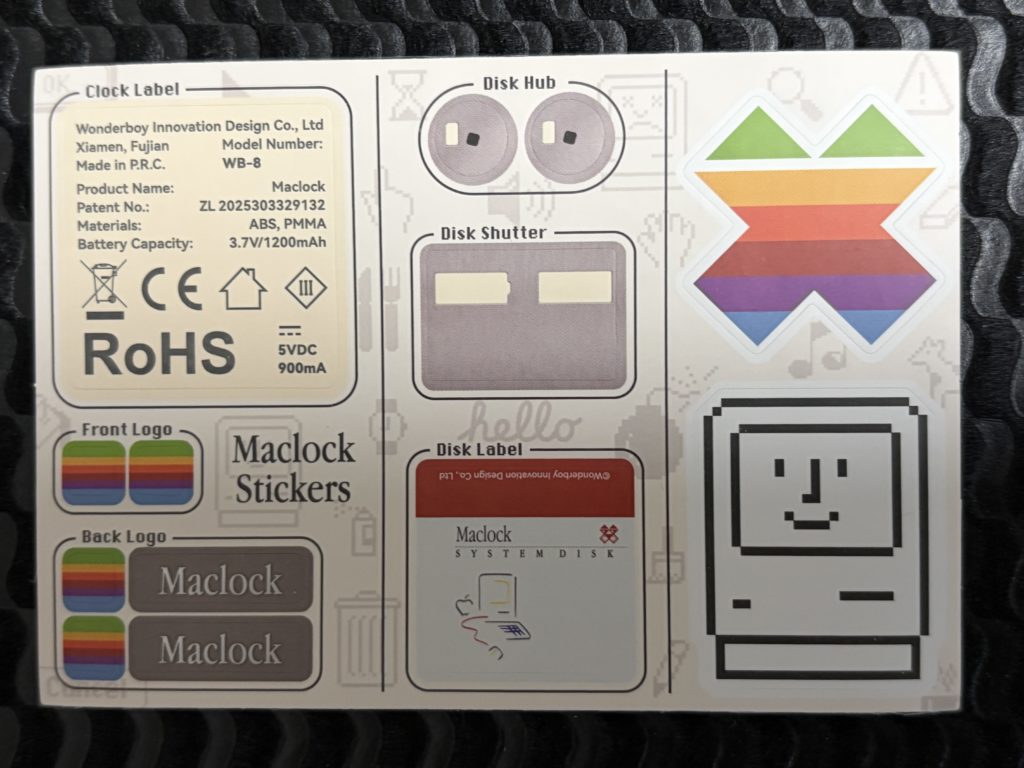 Clock Label
Wonderboy Innovation Design Co., Ltd
Xiamen, Fujian Model Number:
Made in P.R.C. WB-8
Product Name: Maclock
Patent No.: ZL 2025303329132
Materials: ABS, PMMA
Battery Capacity: 3.7V/1200mAh
CE
III
RoHS
5VDC
900mA
Front Logo
Maclock
Stickers
Back Logo
Maclock
Maclock
Cancel
OK
Disk Hub
Disk Shutter
hello
Disk Label
©Wonderboy Innovation Design Co., Ltd
Maclock
SYSTEM DISK